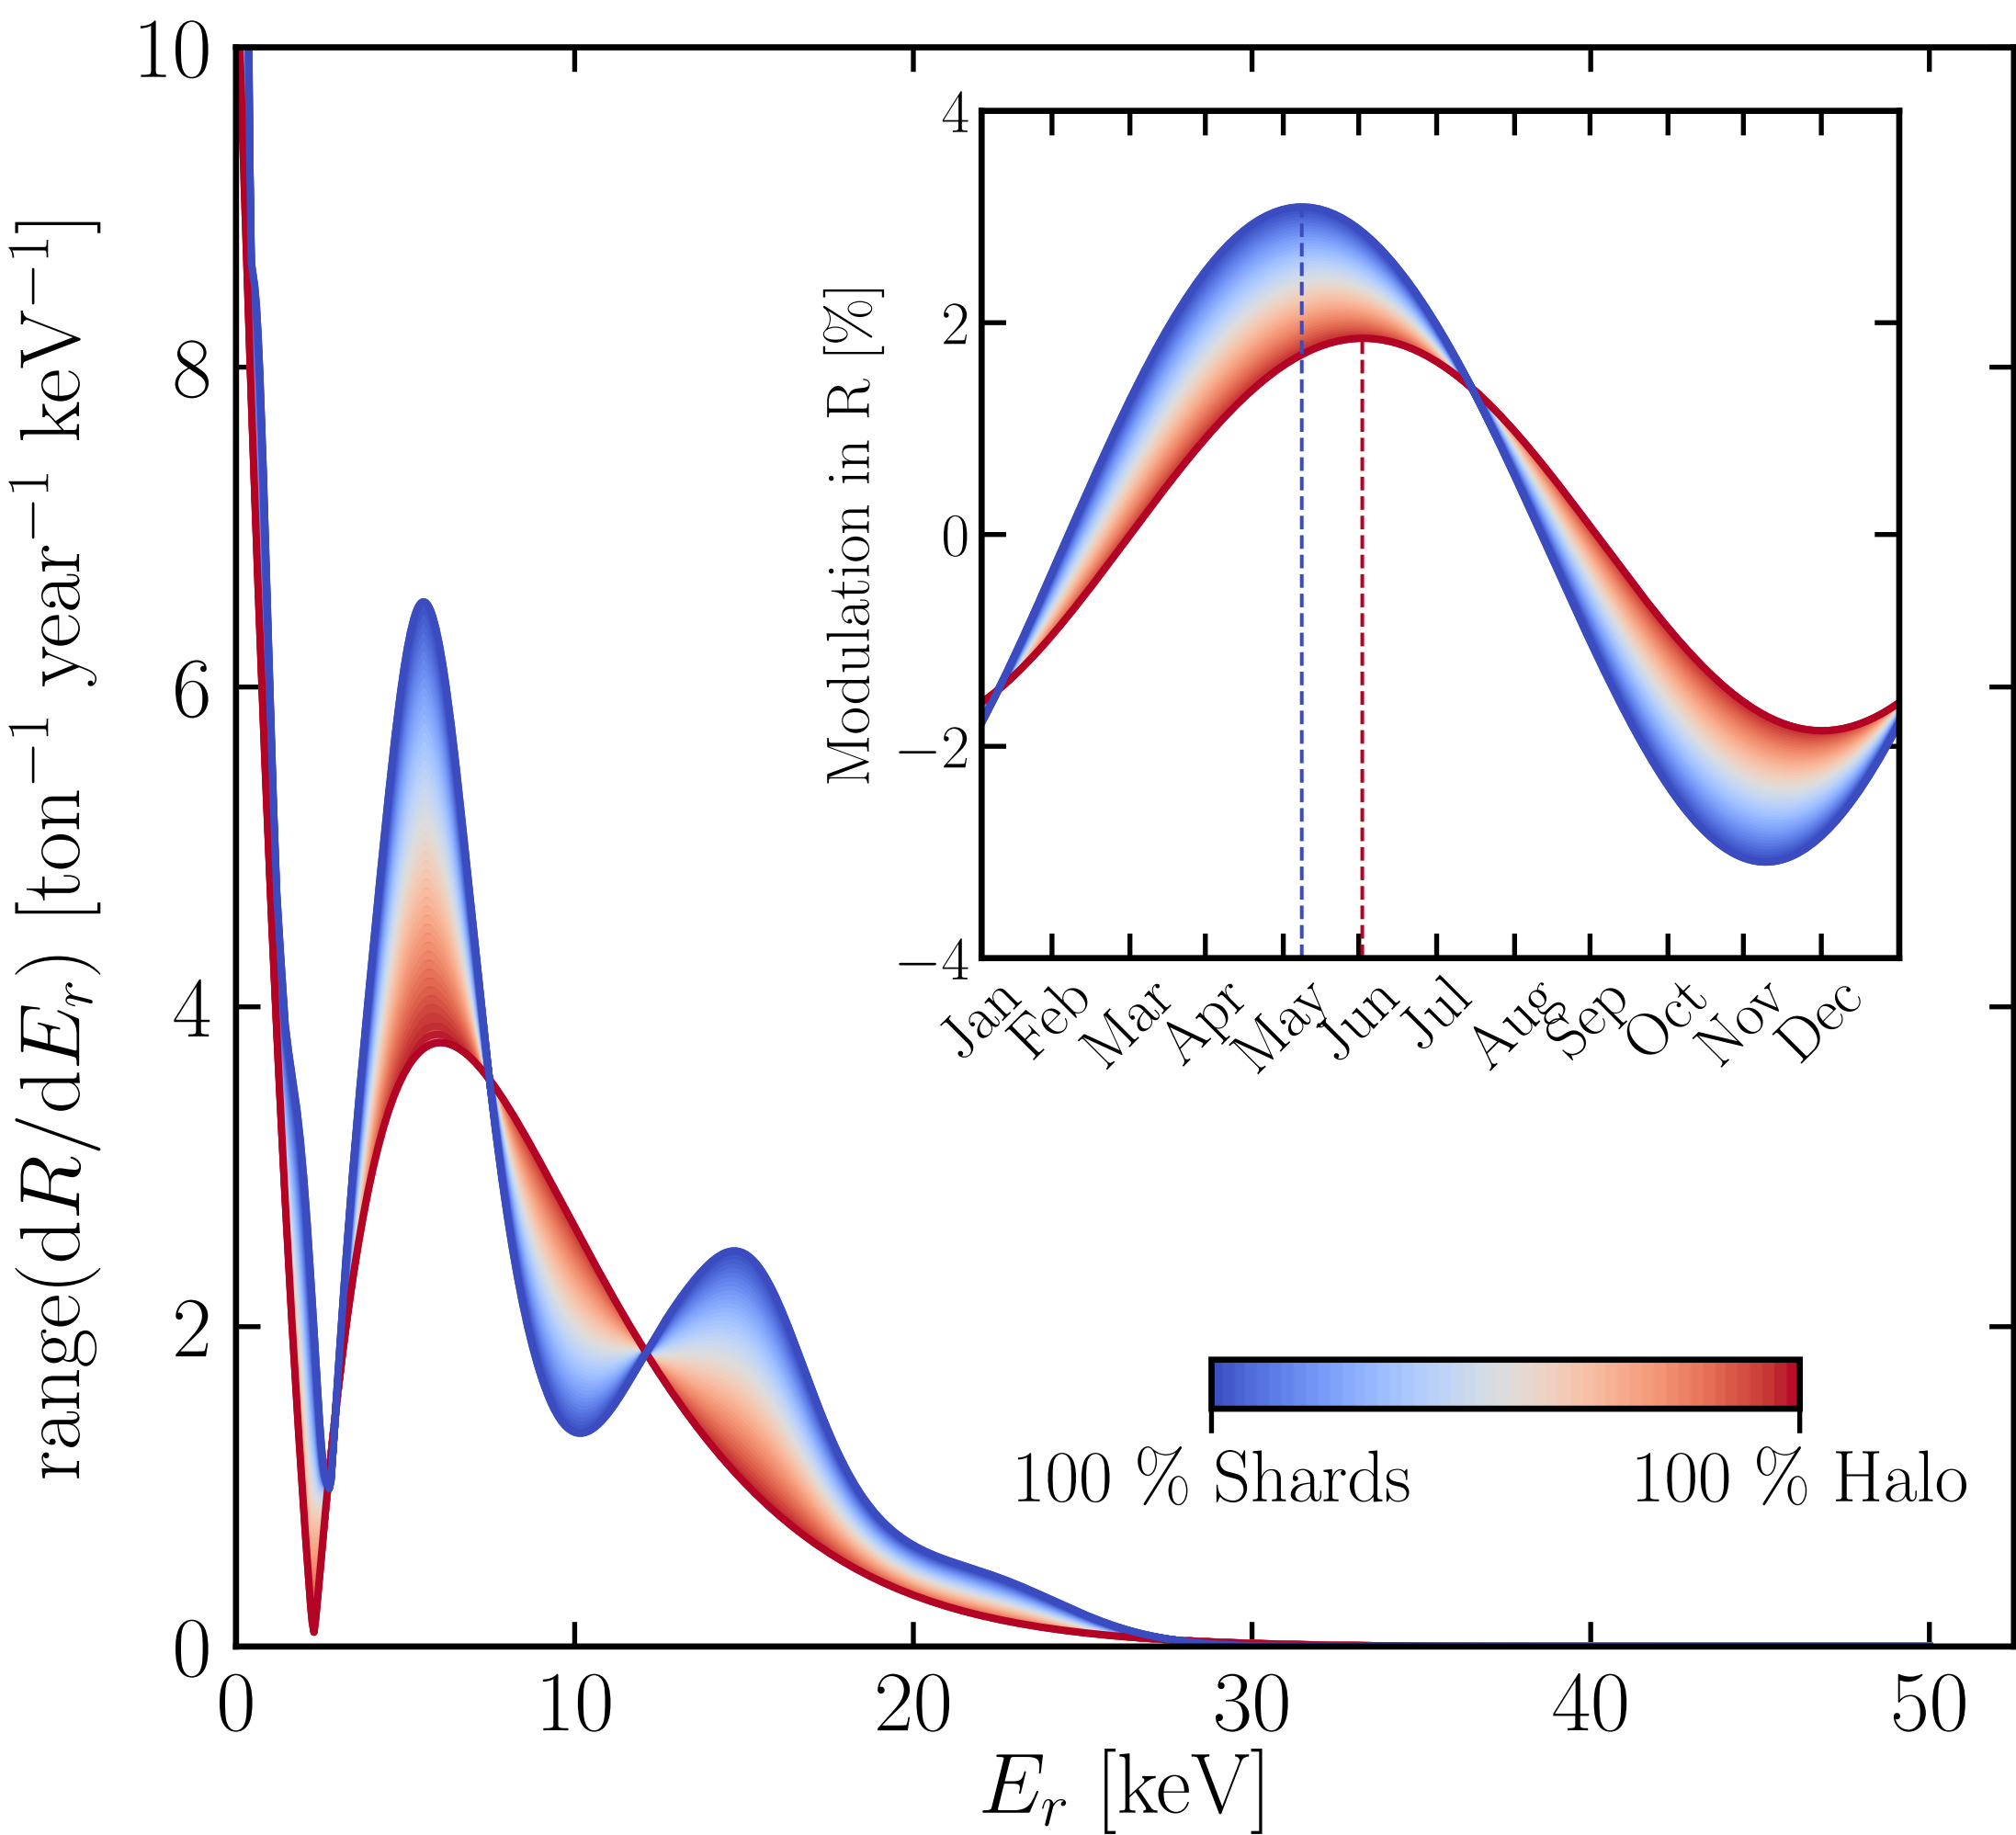 range(dR/dE_r) [ton⁻¹ year⁻¹ keV⁻¹]
10
8
6
4
2
0
0 10 20 30 40 50
E_r [keV]
Modulation in R [%]
4
2
0
−2
−4
Jan Feb Mar Apr May Jun Jul Aug Sep Oct Nov Dec
100 % Shards 100 % Halo